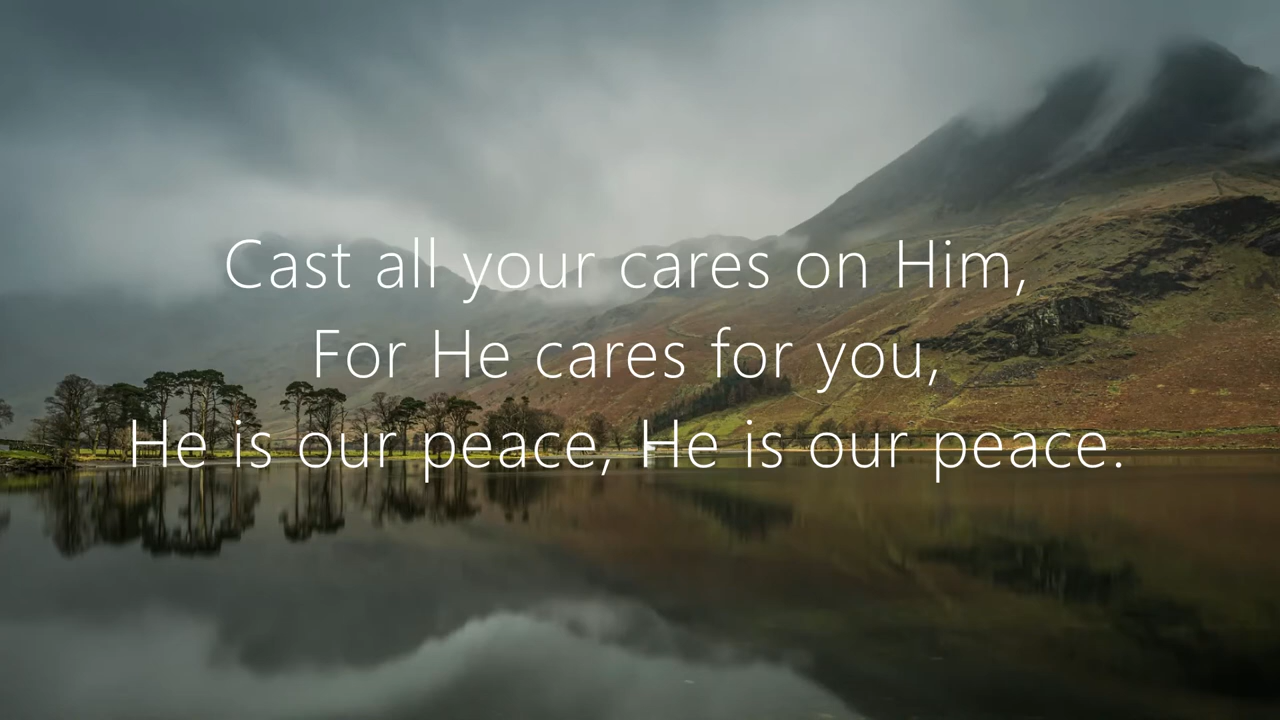 Cast all your cares on Him,
For He cares for you,
He is our peace, He is our peace.